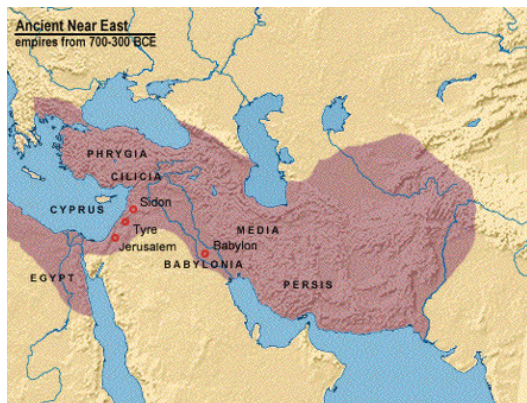 Ancient Near East
empires from 700-300 BCE
PHRYGIA
CILICIA
CYPRUS
Sidon
Tyre
Jerusalem
MEDIA
Babylon
BABYLONIA
EGYPT
PERSIS